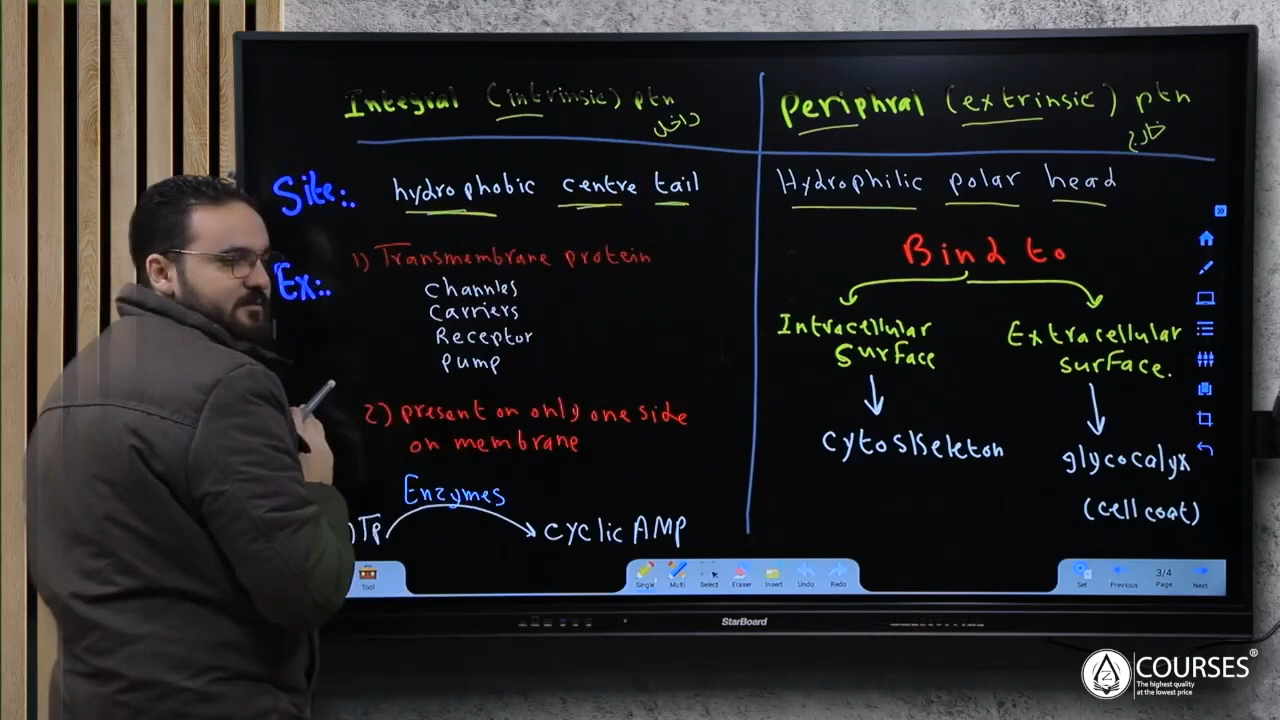 Integral (intrinsic) ptn
داخل
Periphral (extrinsic) ptn
خارج
Site:. hydrophobic centre tail
Hydrophilic polar head
Ex:.
1) Transmembrane protein
Channles
Carriers
Receptor
Pump
2) present on only one side
on membrane
Enzymes
cyclic AMP
Bind to
Intracellular
Surface
Extracellular
surface.
cytoslseleton
glycocalyx
(cell coat)
Tool
Single
Multi
Select
Eraser
Insert
Undo
Redo
Set
Previous
3/4
Page
Next
StarBoard
COURSES®
The highest quality
at the lowest price